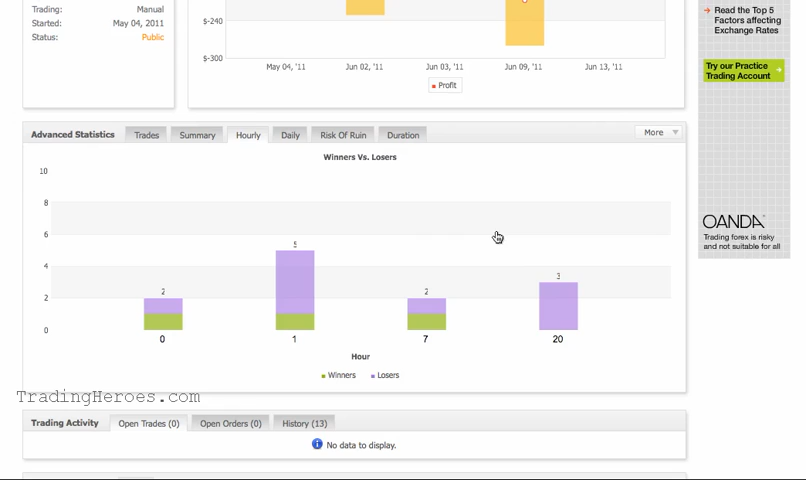 Trading: Manual
Started: May 04, 2011
Status: Public
$-240
$-300
May 04, '11 Jun 02, '11 Jun 03, '11 Jun 09, '11 Jun 13, '11
Profit
Read the Top 5
Factors affecting
Exchange Rates
Try our Practice
Trading Account
Advanced Statistics Trades Summary Hourly Daily Risk Of Ruin Duration More
Winners Vs. Losers
10
8
6
4
2
0
2 5 2 3
0 1 7 20
Hour
Winners Losers
OANDA
Trading forex is risky
and not suitable for all
TradingHeroes.com
Trading Activity Open Trades (0) Open Orders (0) History (13)
No data to display.